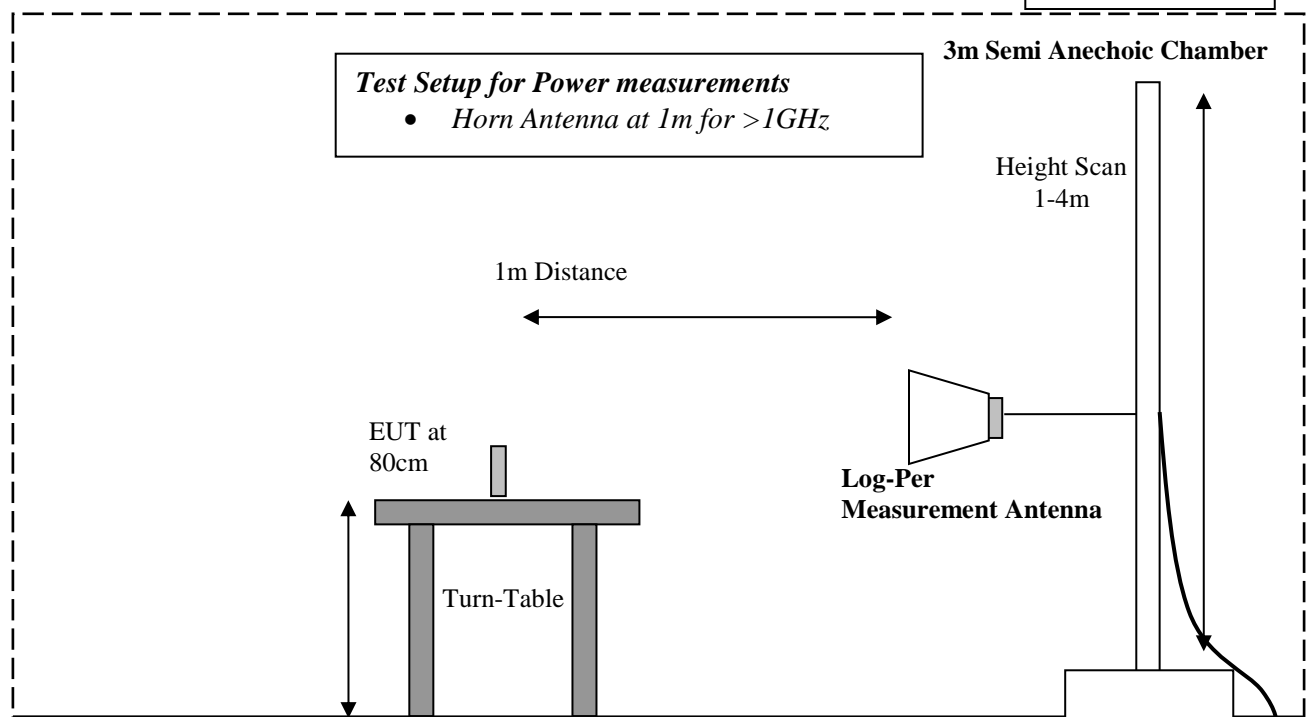 3m Semi Anechoic Chamber
Test Setup for Power measurements
• Horn Antenna at 1m for >1GHz
Height Scan
1-4m
1m Distance
EUT at
80cm
Log-Per
Measurement Antenna
Turn-Table